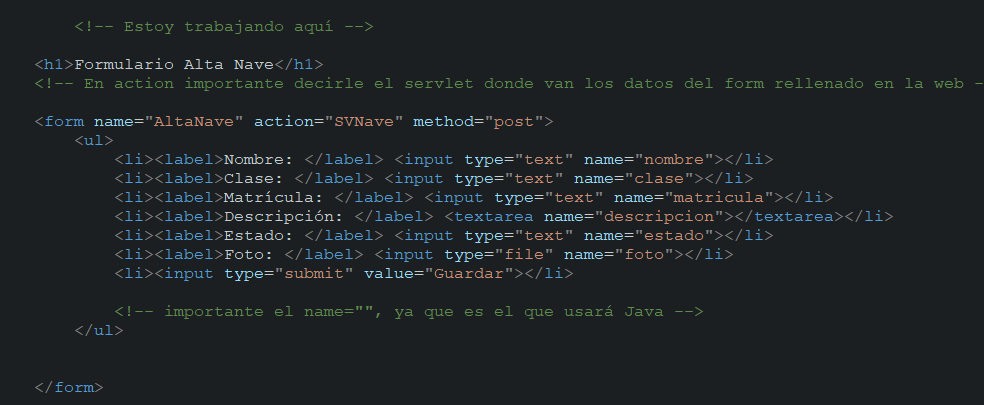 <!-- Estoy trabajando aquí -->
<h1>Formulario Alta Nave</h1>
<!-- En action importante decirle el servlet donde van los datos del form rellenado en la web -
<form name="AltaNave" action="SVNave" method="post">
<ul>
<li><label>Nombre: </label> <input type="text" name="nombre"></li>
<li><label>Clase: </label> <input type="text" name="clase"></li>
<li><label>Matrícula: </label> <input type="text" name="matricula"></li>
<li><label>Descripción: </label> <textarea name="descripcion"></textarea></li>
<li><label>Estado: </label> <input type="text" name="estado"></li>
<li><label>Foto: </label> <input type="file" name="foto"></li>
<li><input type="submit" value="Guardar"></li>
<!-- importante el name="", ya que es el que usará Java -->
</ul>
</form>